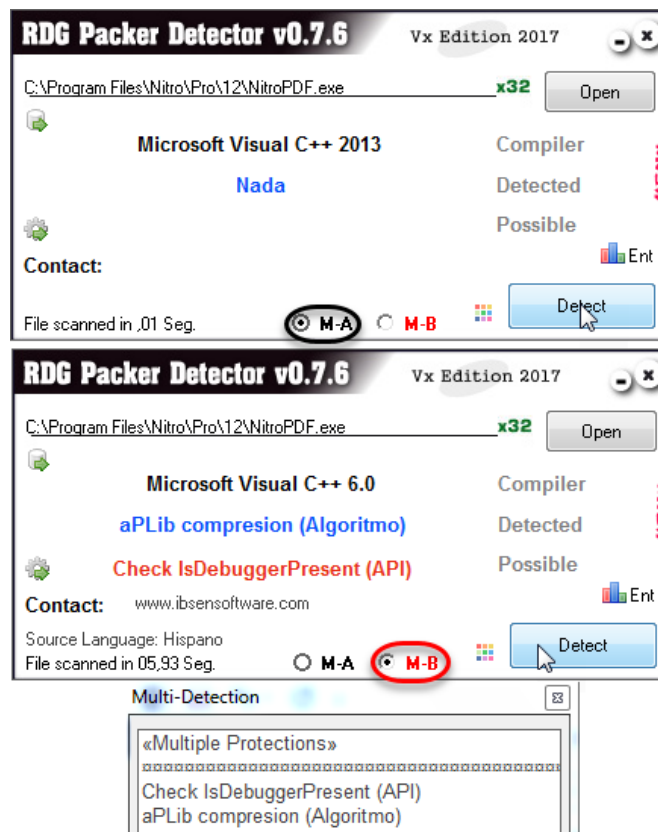 RDG Packer Detector v0.7.6 Vx Edition 2017
C:\Program Files\Nitro\Pro\12\NitroPDF.exe x32 Open
Microsoft Visual C++ 2013 Compiler
Nada Detected
Possible
Ent
Contact:
Detect
File scanned in ,01 Seg. M-A M-B
RDG Packer Detector v0.7.6 Vx Edition 2017
C:\Program Files\Nitro\Pro\12\NitroPDF.exe x32 Open
Microsoft Visual C++ 6.0 Compiler
aPLib compresion (Algoritmo) Detected
Check IsDebuggerPresent (API) Possible
Ent
Contact: www.ibsensoftware.com
Source Language: Hispano
Detect
File scanned in 05,93 Seg. M-A M-B
Multi-Detection
«Multiple Protections»
Check IsDebuggerPresent (API)
aPLib compresion (Algoritmo)